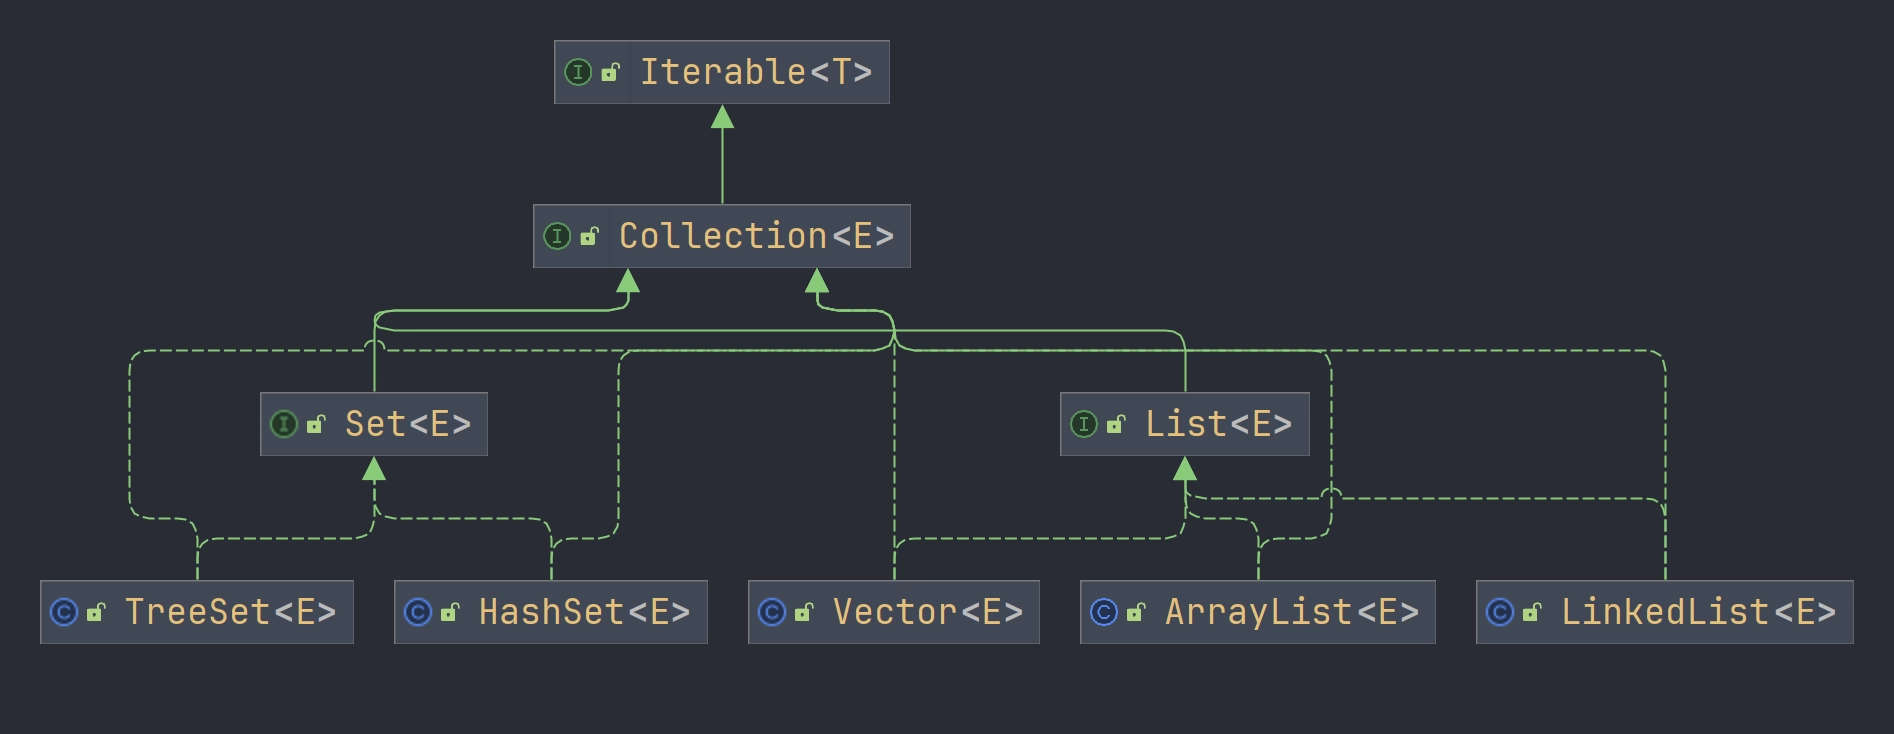 Iterable<T>
Collection<E>
Set<E>
List<E>
TreeSet<E>
HashSet<E>
Vector<E>
ArrayList<E>
LinkedList<E>